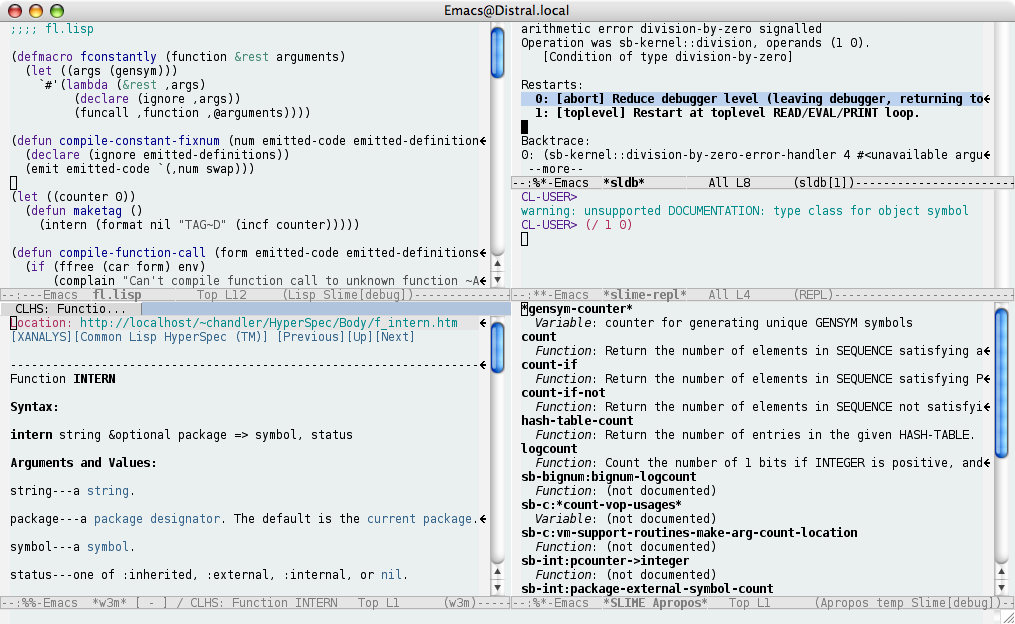 Emacs@Distral.local
;;;; fl.lisp
(defmacro fconstantly (function &rest arguments)
  (let ((args (gensym)))
    `#'(lambda (&rest ,args)
         (declare (ignore ,args))
         (funcall ,function ,@arguments))))
(defun compile-constant-fixnum (num emitted-code emitted-definition
  (declare (ignore emitted-definitions))
  (emit emitted-code `(,num swap)))
(let ((counter 0))
  (defun maketag ()
    (intern (format nil "TAG~D" (incf counter)))))
(defun compile-function-call (form emitted-code emitted-definitions
  (if (ffree (car form) env)
      (complain "Can't compile function call to unknown function ~A
--:---Emacs  fl.lisp        Top L12     (Lisp Slime[debug])--------------
arithmetic error division-by-zero signalled
Operation was sb-kernel::division, operands (1 0).
   [Condition of type division-by-zero]
Restarts:
  0: [abort] Reduce debugger level (leaving debugger, returning to
  1: [toplevel] Restart at toplevel READ/EVAL/PRINT loop.
Backtrace:
0: (sb-kernel::division-by-zero-error-handler 4 #<unavailable argu
 --more--
--:%*-Emacs  *sldb*         All L8      (sldb[1])-----------------------
CL-USER>
warning: unsupported DOCUMENTATION: type class for object symbol
CL-USER> (/ 1 0)
--:**-Emacs  *slime-repl*   All L4      (REPL)--------------------------
CLHS: Functio...
Location: http://localhost/~chandler/HyperSpec/Body/f_intern.htm
[XANALYS][Common Lisp HyperSpec (TM)] [Previous][Up][Next]
-------------------------------------------------------------------
Function INTERN
Syntax:
intern string &optional package => symbol, status
Arguments and Values:
string---a string.
package---a package designator. The default is the current package.
symbol---a symbol.
status---one of :inherited, :external, :internal, or nil.
--:%%-Emacs  *w3m* [ - ] / CLHS: Function INTERN   Top L1      (w3m)-----
*gensym-counter*
  Variable: counter for generating unique GENSYM symbols
count
  Function: Return the number of elements in SEQUENCE satisfying a
count-if
  Function: Return the number of elements in SEQUENCE satisfying P
count-if-not
  Function: Return the number of elements in SEQUENCE not satisfyi
hash-table-count
  Function: Return the number of entries in the given HASH-TABLE.
logcount
  Function: Count the number of 1 bits if INTEGER is positive, and
sb-bignum:bignum-logcount
  Function: (not documented)
sb-c:*count-vop-usages*
  Variable: (not documented)
sb-c:vm-support-routines-make-arg-count-location
  Function: (not documented)
sb-int:pcounter->integer
  Function: (not documented)
sb-int:package-external-symbol-count
--:%*-Emacs  *SLIME Apropos*   Top L1      (Apropos temp Slime[debug])--